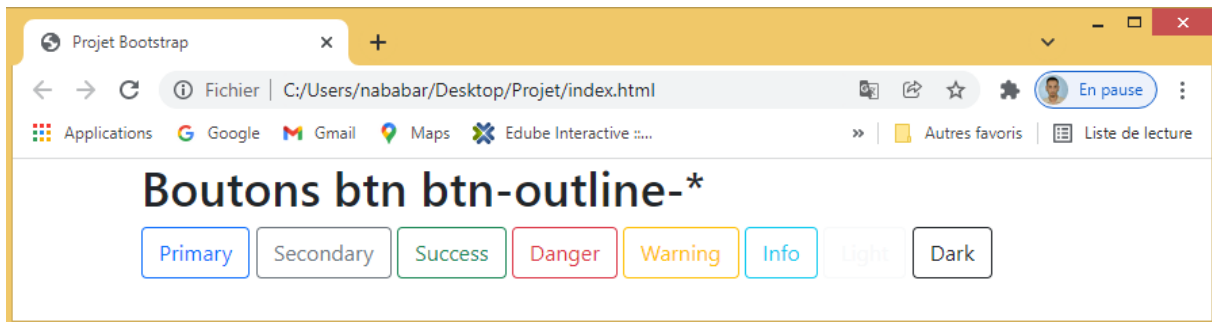 Projet Bootstrap
Fichier | C:/Users/nababar/Desktop/Projet/index.html En pause
Applications G Google Gmail Maps Edube Interactive ::... » Autres favoris Liste de lecture
Boutons btn btn-outline-*
Primary Secondary Success Danger Warning Info Light Dark